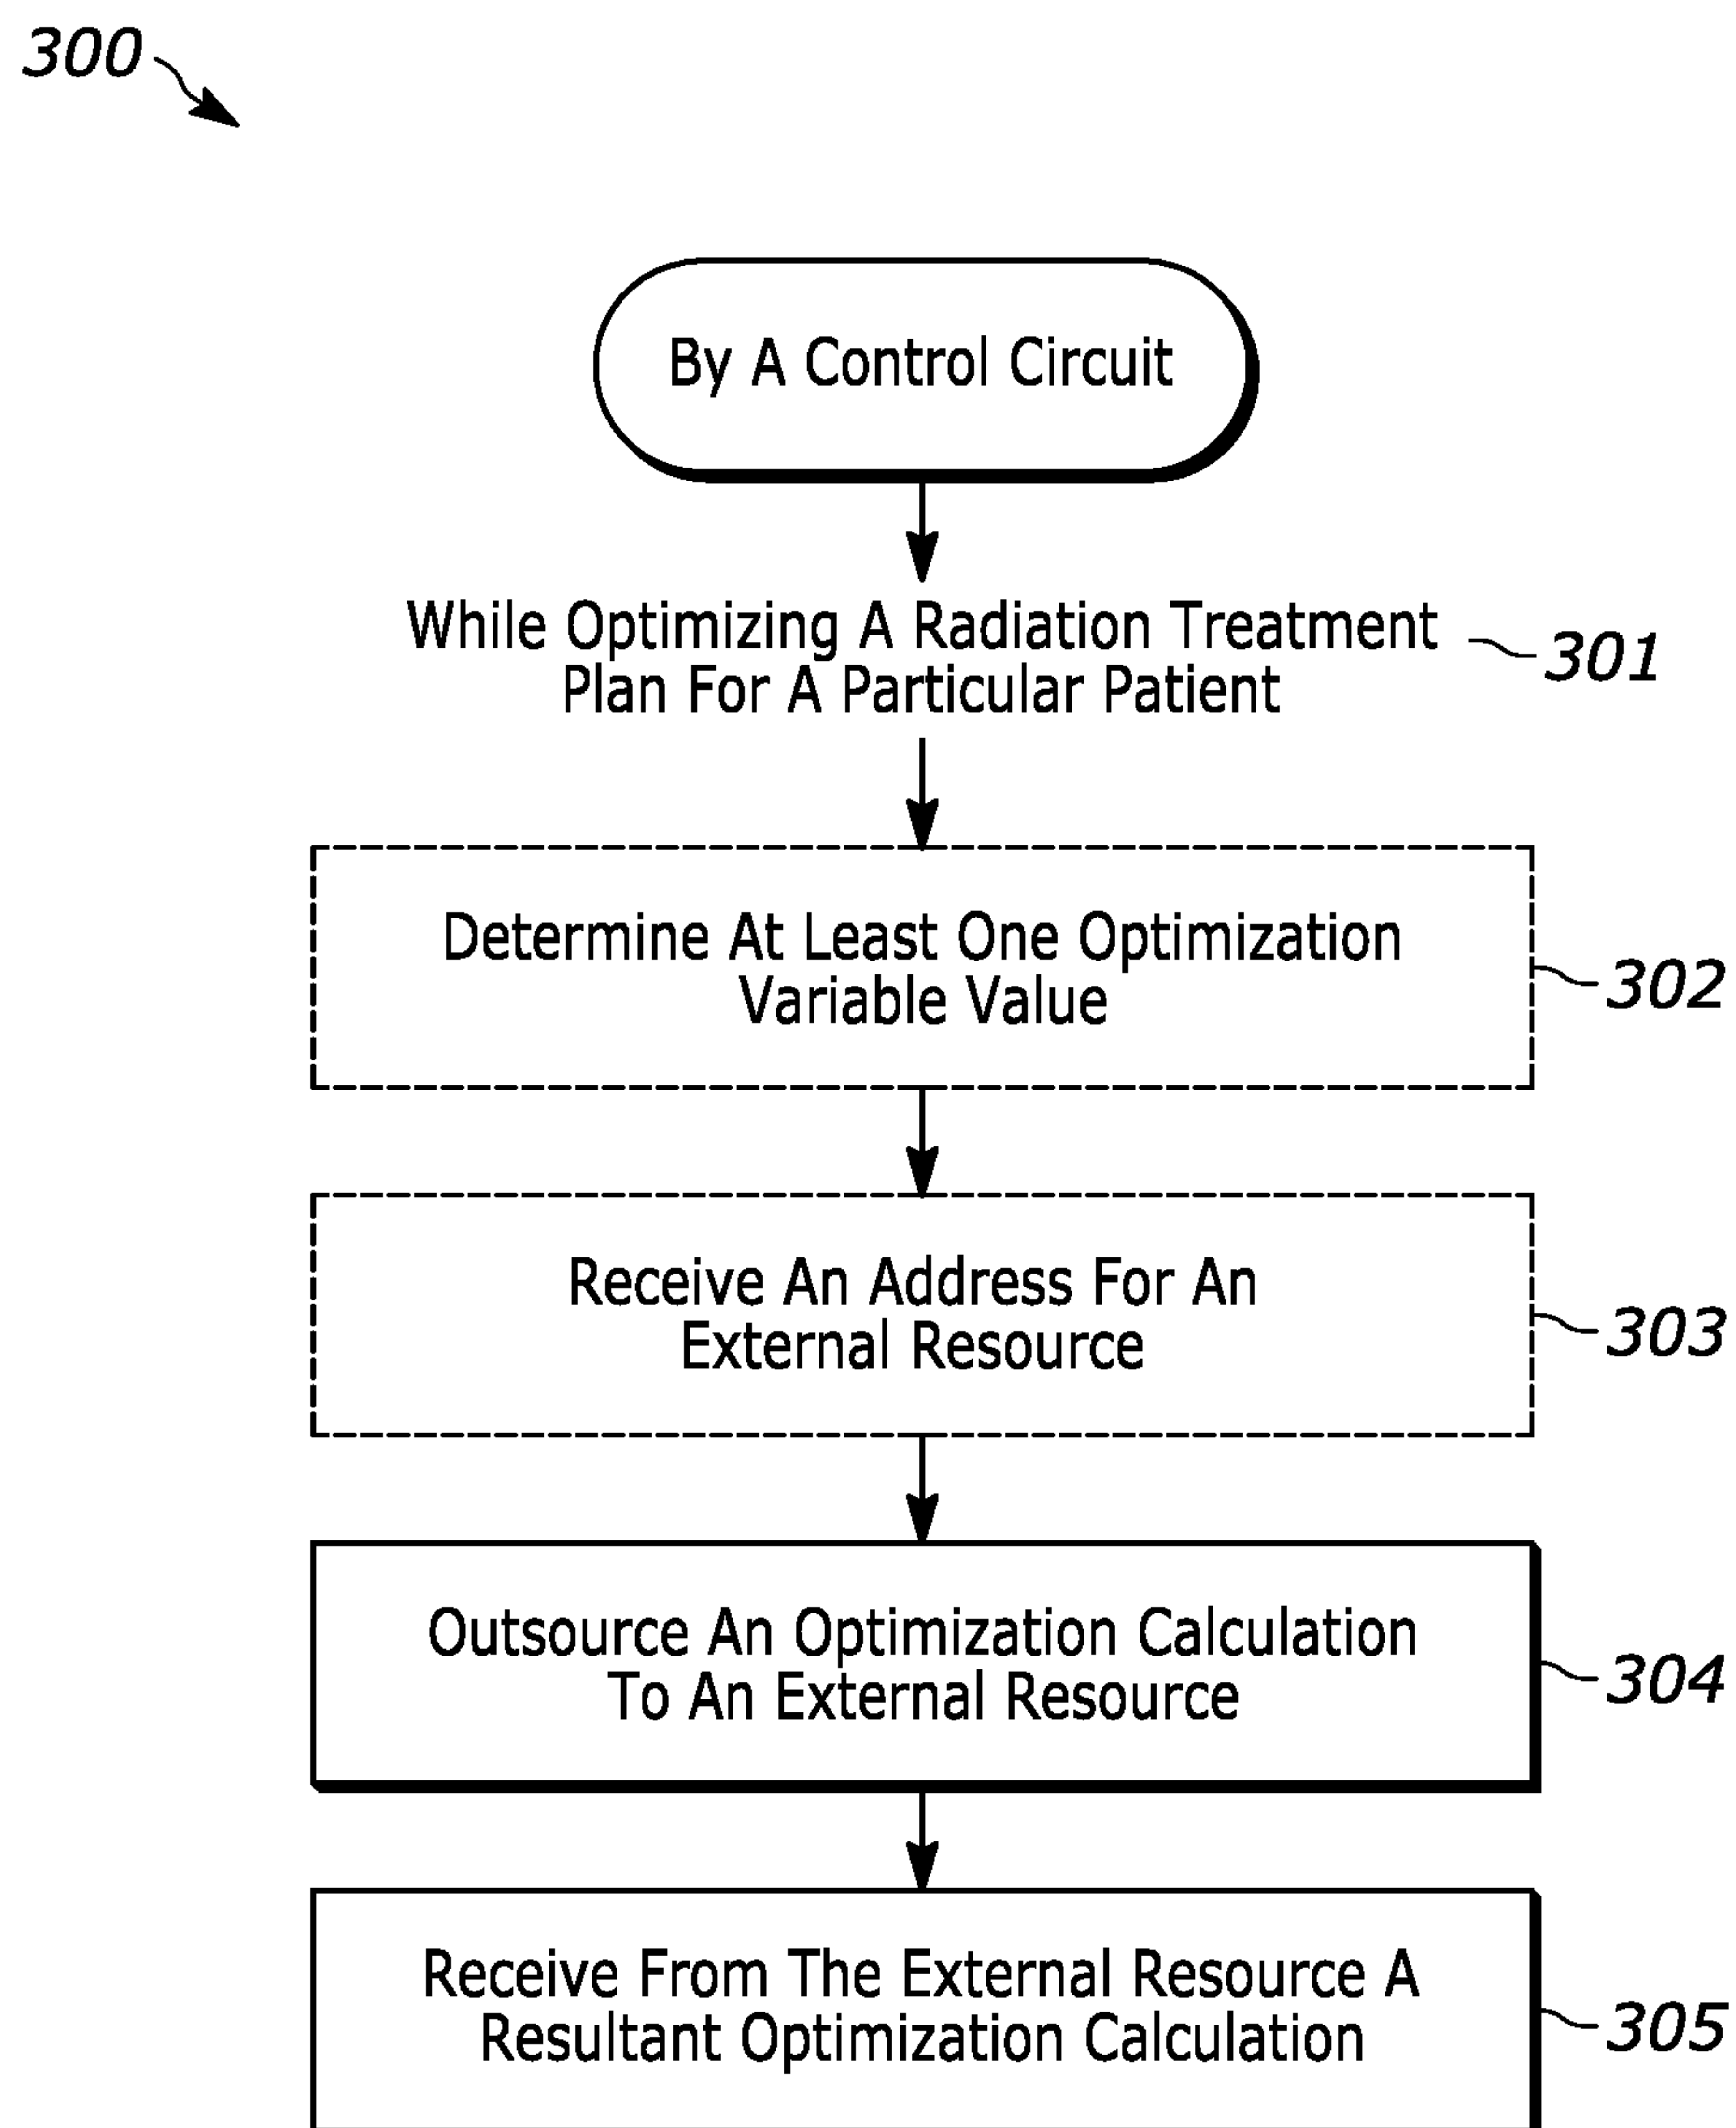 300
By A Control Circuit
While Optimizing A Radiation Treatment
Plan For A Particular Patient
301
Determine At Least One Optimization
Variable Value
302
Receive An Address For An
External Resource
303
Outsource An Optimization Calculation
To An External Resource
304
Receive From The External Resource A
Resultant Optimization Calculation
305